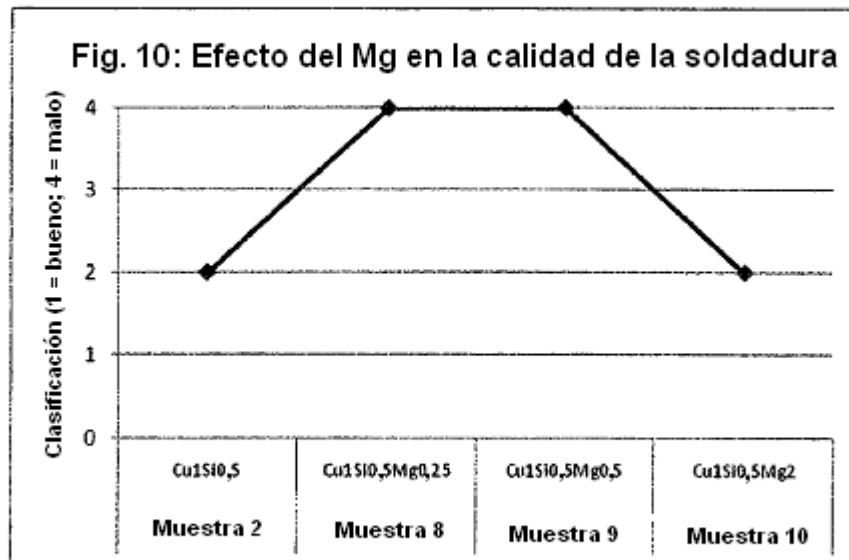 Fig. 10: Efecto del Mg en la calidad de la soldadura
Clasificación (1 = bueno; 4 = malo)
4
3
2
1
0
Cu1Si0,5 Cu1Si0,5Mg0,25 Cu1Si0,5Mg0,5 Cu1Si0,5Mg2
Muestra 2 Muestra 8 Muestra 9 Muestra 10